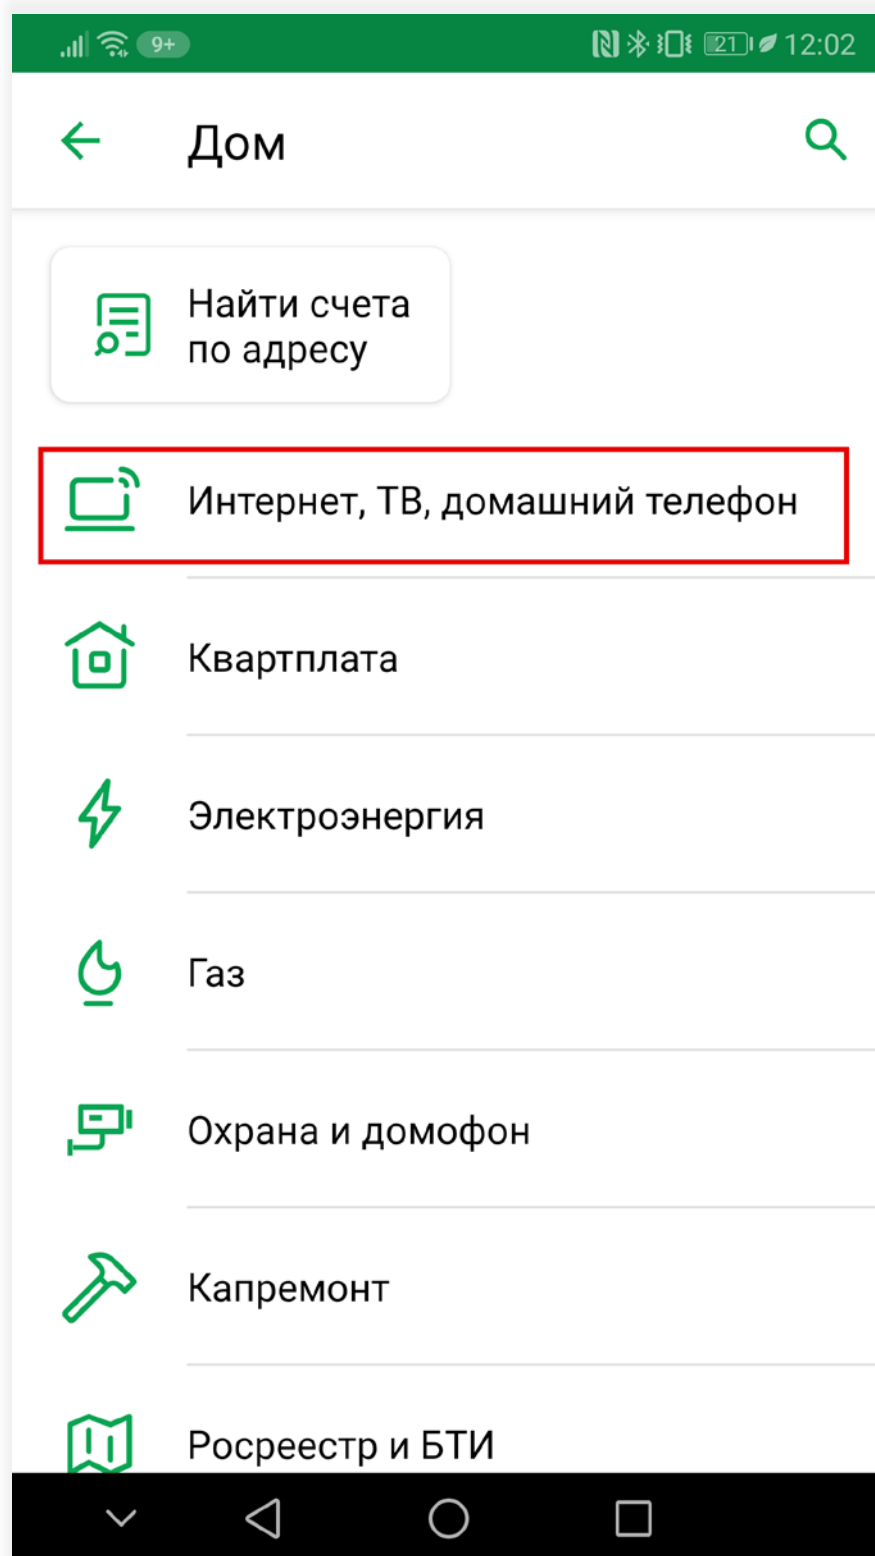 9+ 21 12:02
Дом
Найти счета
по адресу
Интернет, ТВ, домашний телефон
Квартплата
Электроэнергия
Газ
Охрана и домофон
Капремонт
Росреестр и БТИ